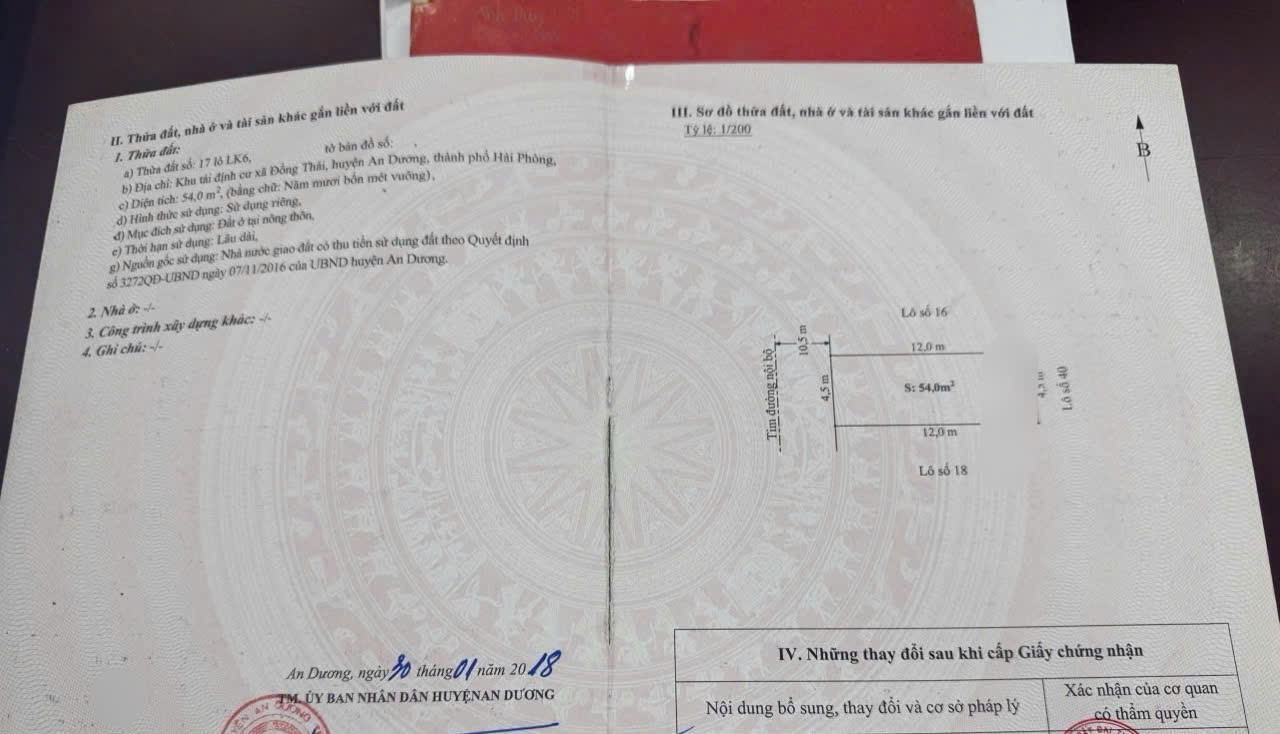 II. Thửa đất, nhà ở và tài sản khác gắn liền với đất
1. Thửa đất:
a) Thửa đất số: 17 lô LK6, tờ bản đồ số:
b) Địa chỉ: Khu tái định cư xã Đồng Thái, huyện An Dương, thành phố Hải Phòng,
c) Diện tích: 54,0 m², (bằng chữ: Năm mươi bốn mét vuông),
d) Hình thức sử dụng: Sử dụng riêng,
đ) Mục đích sử dụng: Đất ở tại nông thôn,
e) Thời hạn sử dụng: Lâu dài,
g) Nguồn gốc sử dụng: Nhà nước giao đất có thu tiền sử dụng đất theo Quyết định
số 3272QĐ-UBND ngày 07/11/2016 của UBND huyện An Dương.
2. Nhà ở: -/-
3. Công trình xây dựng khác: -/-
4. Ghi chú: -/-
An Dương, ngày 30 tháng 01 năm 2018
TM. ỦY BAN NHÂN DÂN HUYỆNAN DƯƠNG
III. Sơ đồ thửa đất, nhà ở và tài sản khác gắn liền với đất
Tỷ lệ: 1/200
B
Lô số 16
10,5 m
12,0 m
Tim đường nội bộ
4,5 m
S: 54,0m²
Lô số 40
12,0 m
Lô số 18
IV. Những thay đổi sau khi cấp Giấy chứng nhận
Nội dung bổ sung, thay đổi và cơ sở pháp lý
Xác nhận của cơ quan
có thẩm quyền